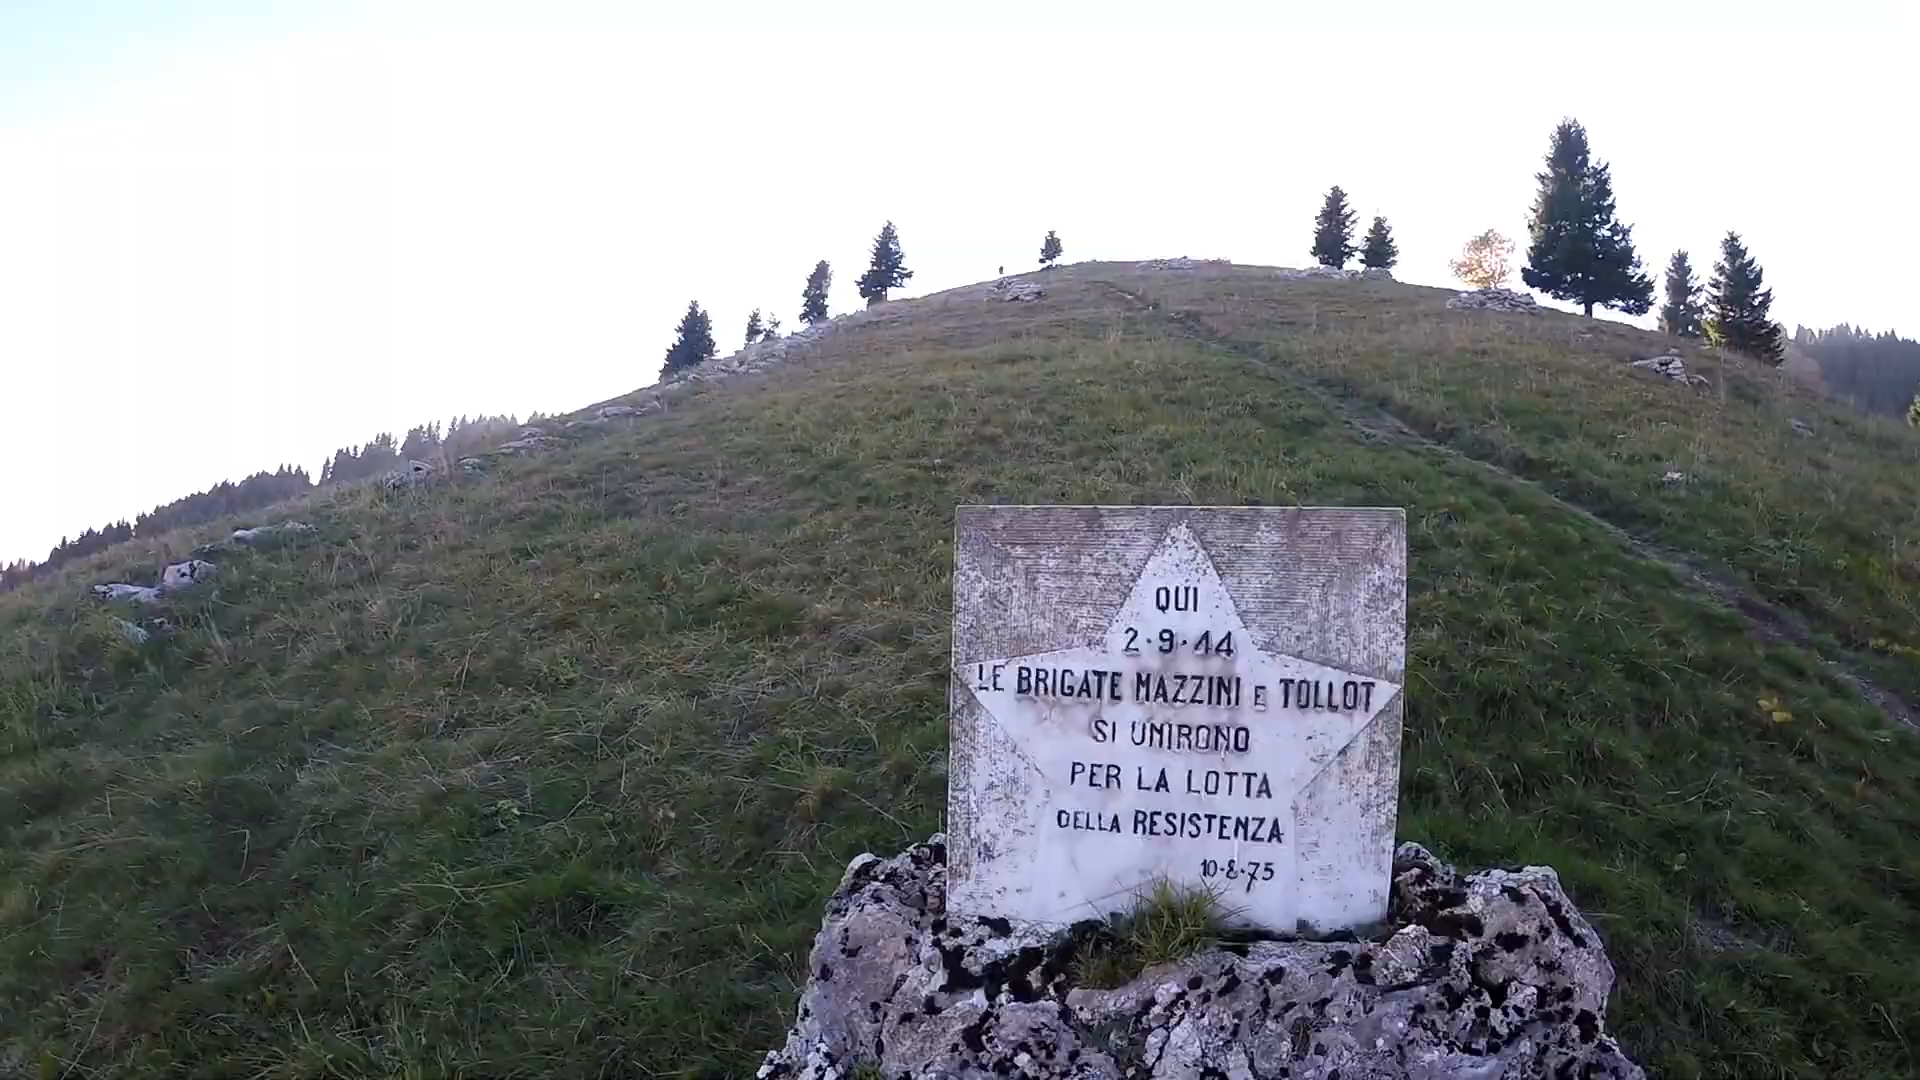 QUI
2·9·44
LE BRIGATE MAZZINI E TOLLOT
SI UNIRONO
PER LA LOTTA
DELLA RESISTENZA
10·8·75